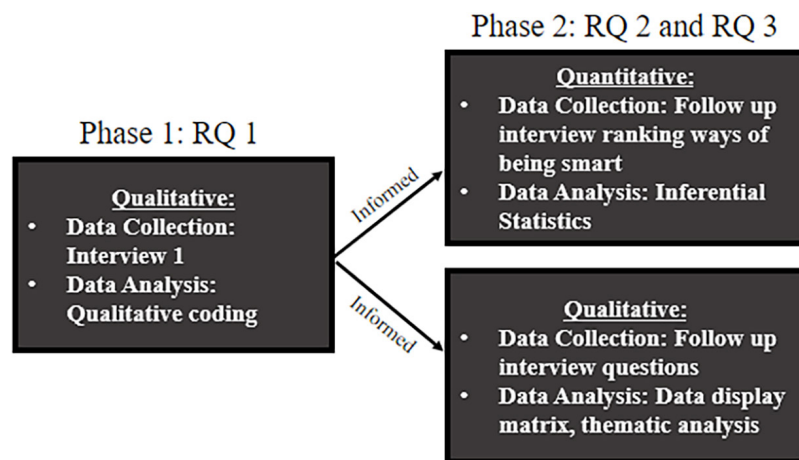 Phase 1: RQ 1
Qualitative:
• Data Collection:
Interview 1
• Data Analysis:
Qualitative coding
Informed
Informed
Phase 2: RQ 2 and RQ 3
Quantitative:
• Data Collection: Follow up
interview ranking ways of
being smart
• Data Analysis: Inferential
Statistics
Qualitative:
• Data Collection: Follow up
interview questions
• Data Analysis: Data display
matrix, thematic analysis